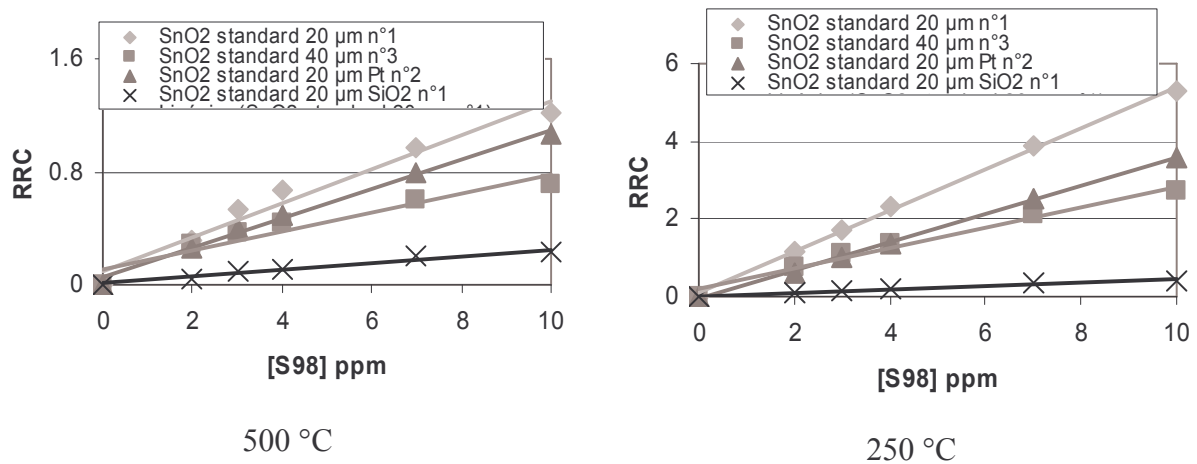 SnO2 standard 20 µm n°1
SnO2 standard 40 µm n°3
SnO2 standard 20 µm Pt n°2
SnO2 standard 20 µm SiO2 n°1
1.6
0.8
0
RRC
0 2 4 6 8 10
[S98] ppm
500 °C
SnO2 standard 20 µm n°1
SnO2 standard 40 µm n°3
SnO2 standard 20 µm Pt n°2
SnO2 standard 20 µm SiO2 n°1
6
4
2
0
RRC
0 2 4 6 8 10
[S98] ppm
250 °C